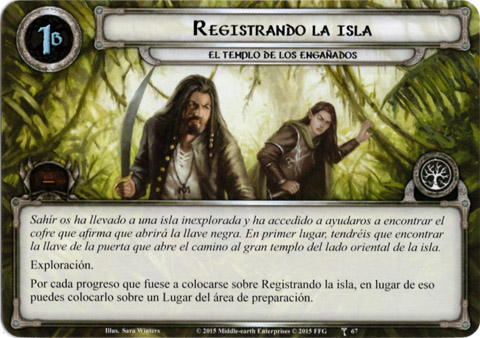 1B
REGISTRANDO LA ISLA
EL TEMPLO DE LOS ENGAÑADOS
Sahír os ha llevado a una isla inexplorada y ha accedido a ayudaros a encontrar el
cofre que afirma que abrirá la llave negra. En primer lugar, tendréis que encontrar
la llave de la puerta que abre el camino al gran templo del lado oriental de la isla.
Exploración.
Por cada progreso que fuese a colocarse sobre Registrando la isla, en lugar de eso
puedes colocarlo sobre un Lugar del área de preparación.
Illus. Sara Winters © 2015 Middle-earth Enterprises © 2015 FFG 67